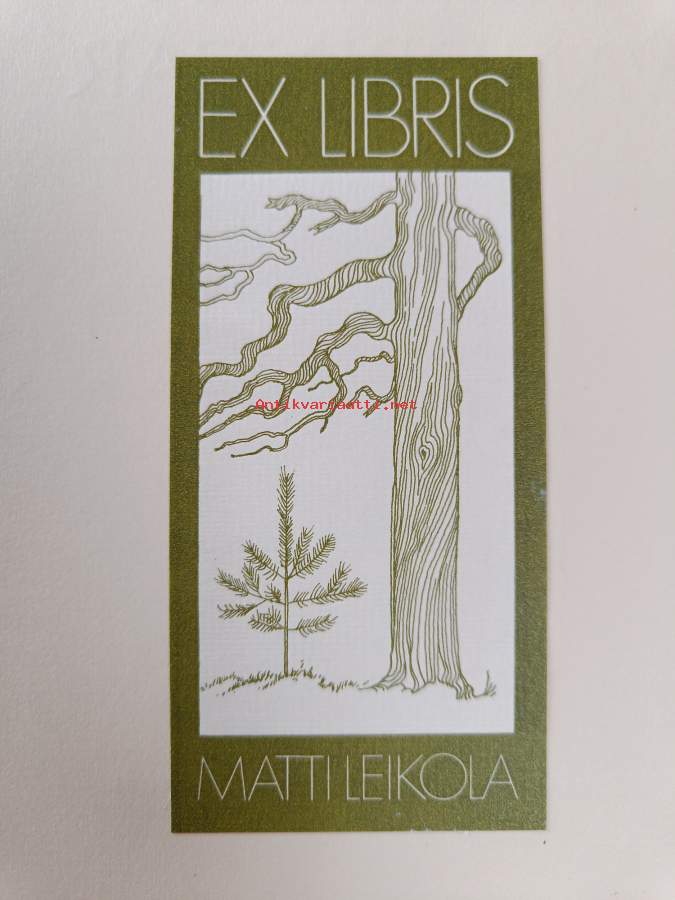 EX LIBRIS
Antikvariaatti.net
MATTI LEIKOLA